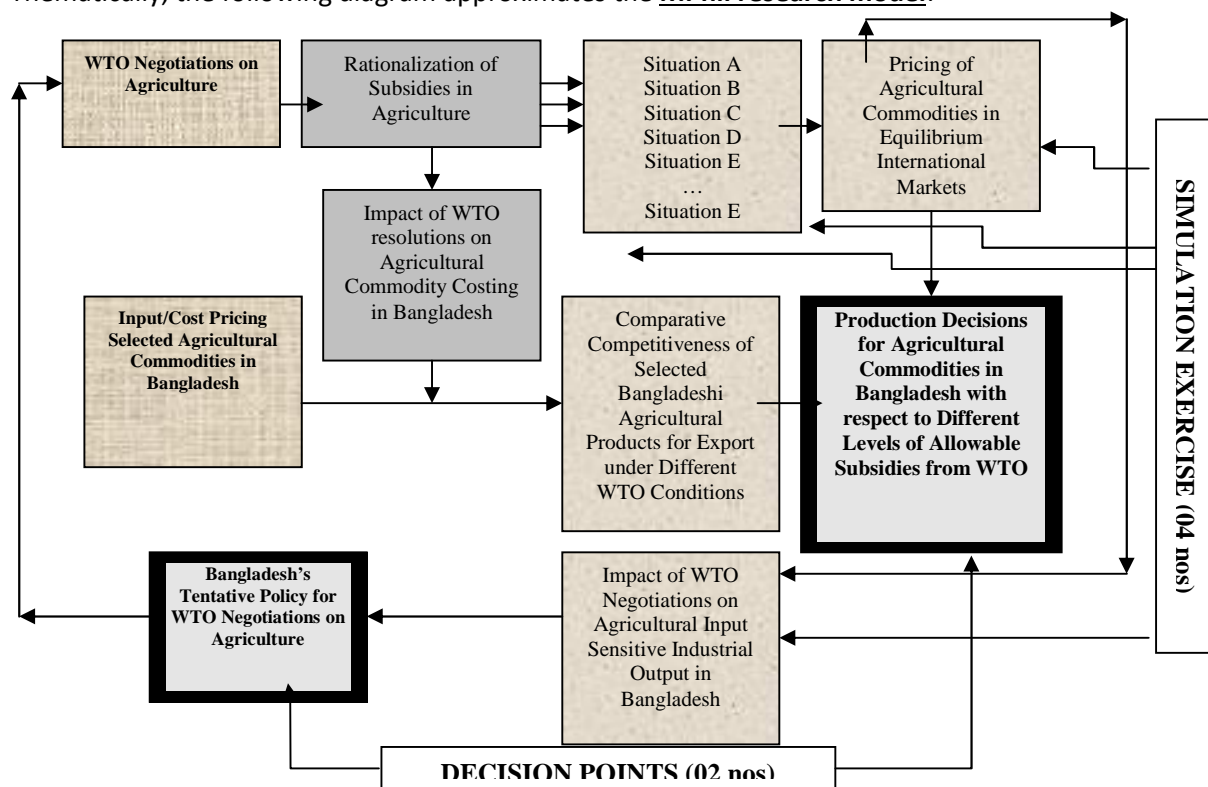 Thematically, the following diagram approximates the M.Phil research model:
WTO Negotiations on
Agriculture
Rationalization of
Subsidies in
Agriculture
Situation A
Situation B
Situation C
Situation D
Situation E
…
Situation E
Pricing of
Agricultural
Commodities in
Equilibrium
International
Markets
SIMULATION EXERCISE (04 nos)
Impact of WTO
resolutions on
Agricultural
Commodity Costing
in Bangladesh
Input/Cost Pricing
Selected Agricultural
Commodities in
Bangladesh
Comparative
Competitiveness of
Selected
Bangladeshi
Agricultural
Products for Export
under Different
WTO Conditions
Production Decisions
for Agricultural
Commodities in
Bangladesh with
respect to Different
Levels of Allowable
Subsidies from WTO
Bangladesh’s
Tentative Policy for
WTO Negotiations on
Agriculture
Impact of WTO
Negotiations on
Agricultural Input
Sensitive Industrial
Output in
Bangladesh
DECISION POINTS (02 nos)